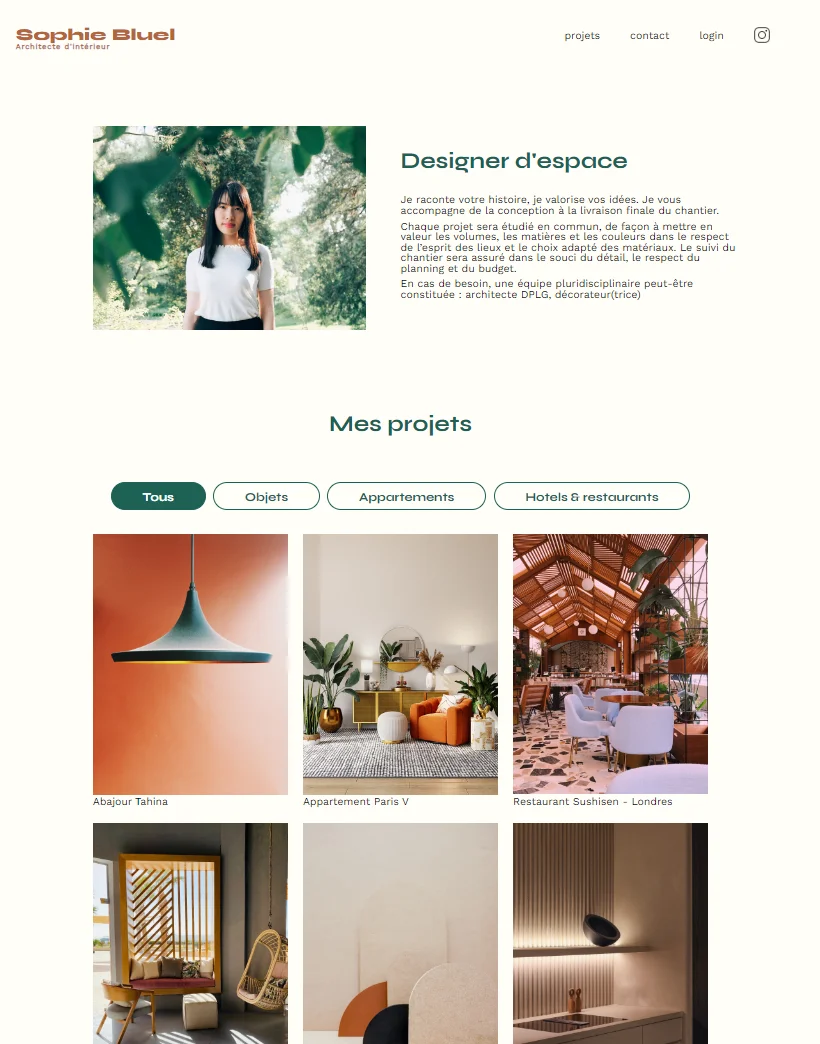 Sophie Bluel
Architecte d'intérieur
projets
contact
login
Designer d'espace
Je raconte votre histoire, je valorise vos idées. Je vous
accompagne de la conception à la livraison finale du chantier.
Chaque projet sera étudié en commun, de façon à mettre en
valeur les volumes, les matières et les couleurs dans le respect
de l'esprit des lieux et le choix adapté des matériaux. Le suivi du
chantier sera assuré dans le souci du détail, le respect du
planning et du budget.
En cas de besoin, une équipe pluridisciplinaire peut-être
constituée : architecte DPLG, décorateur(trice)
Mes projets
Tous
Objets
Appartements
Hotels & restaurants
Abajour Tahina
Appartement Paris V
Restaurant Sushisen - Londres